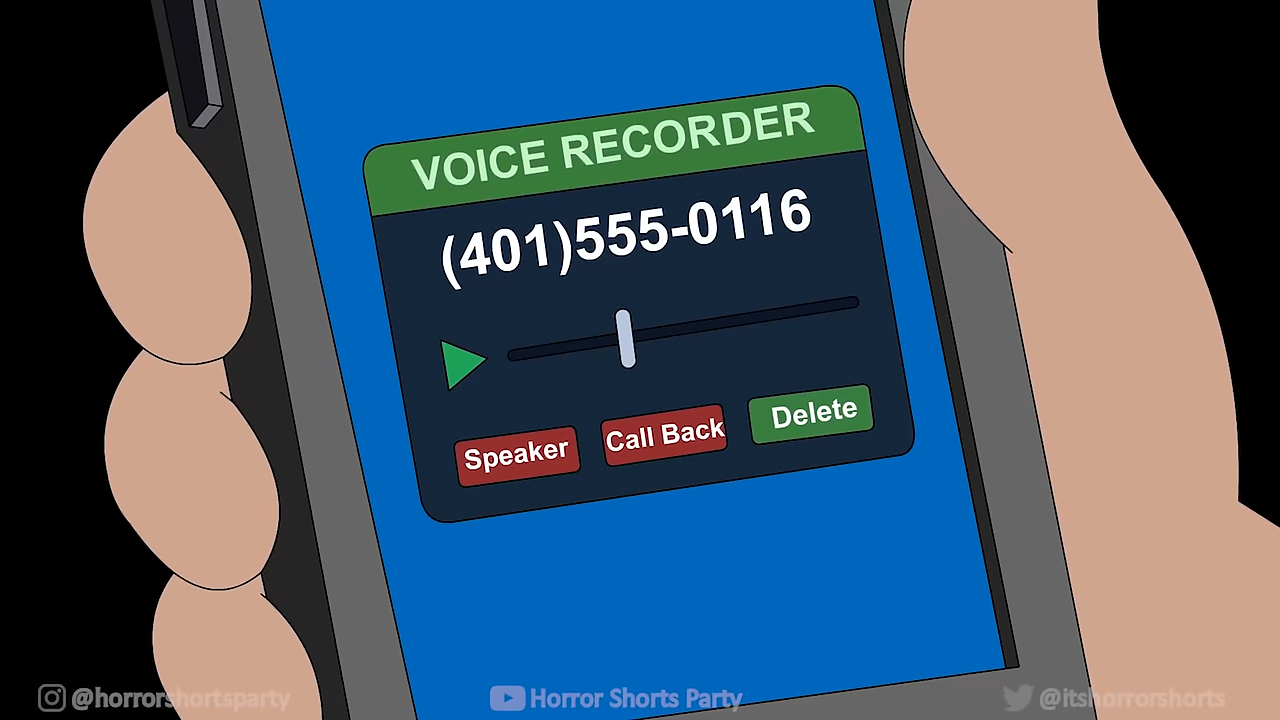 VOICE RECORDER
(401)555-0116
Speaker
Call Back
Delete
@horrorshortsparty
Horror Shorts Party
@itshorrorshorts